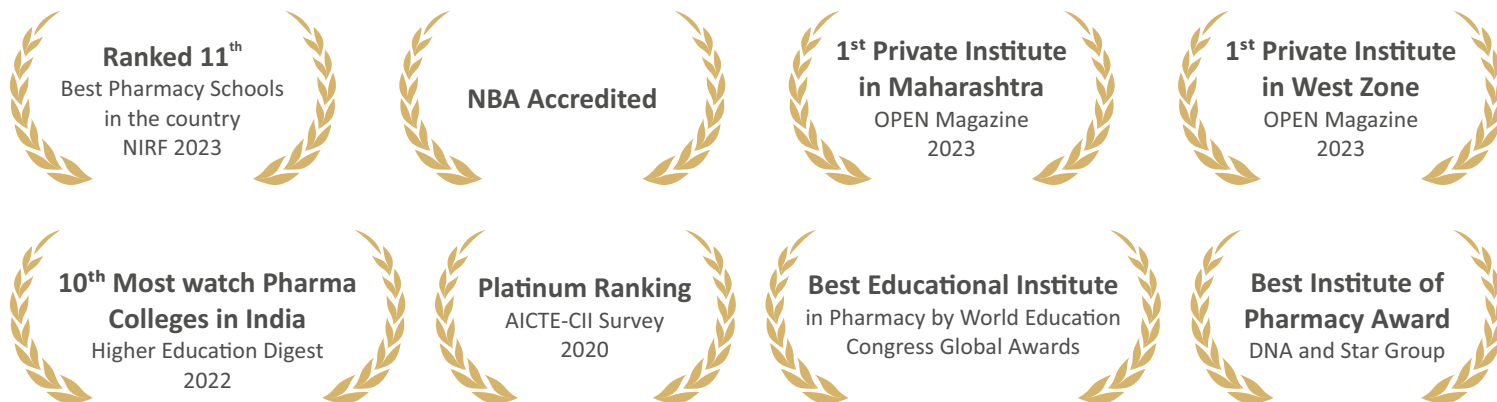 Ranked 11th
Best Pharmacy Schools
in the country
NIRF 2023
NBA Accredited
1st Private Institute
in Maharashtra
OPEN Magazine
2023
1st Private Institute
in West Zone
OPEN Magazine
2023
10th Most watch Pharma
Colleges in India
Higher Education Digest
2022
Platinum Ranking
AICTE-CII Survey
2020
Best Educational Institute
in Pharmacy by World Education
Congress Global Awards
Best Institute of
Pharmacy Award
DNA and Star Group